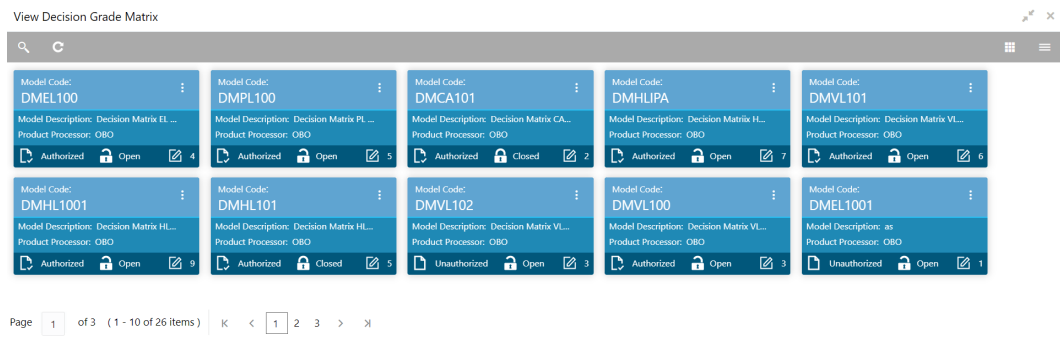 View Decision Grade Matrix
Model Code: Model Code: Model Code: Model Code: Model Code:
DMEL100 DMPL100 DMCA101 DMHLIPA DMVL101
Model Description: Decision Matrix EL ... Model Description: Decision Matrix PL ... Model Description: Decision Matrix CA... Model Description: Decision Matrix H... Model Description: Decision Matrix VL...
Product Processor: OBO Product Processor: OBO Product Processor: OBO Product Processor: OBO Product Processor: OBO
Authorized Open 4 Authorized Open 5 Authorized Closed 2 Authorized Open 7 Authorized Open 6
Model Code: Model Code: Model Code: Model Code: Model Code:
DMHL1001 DMHL101 DMVL102 DMVL100 DMEL1001
Model Description: Decision Matrix HL... Model Description: Decision Matrix HL... Model Description: Decision Matrix VL... Model Description: Decision Matrix VL... Model Description: as
Product Processor: OBO Product Processor: OBO Product Processor: OBO Product Processor: OBO Product Processor: OBO
Authorized Open 9 Authorized Closed 5 Unauthorized Open 3 Authorized Open 3 Unauthorized Open 1
Page 1 of 3 ( 1 - 10 of 26 items ) 1 2 3